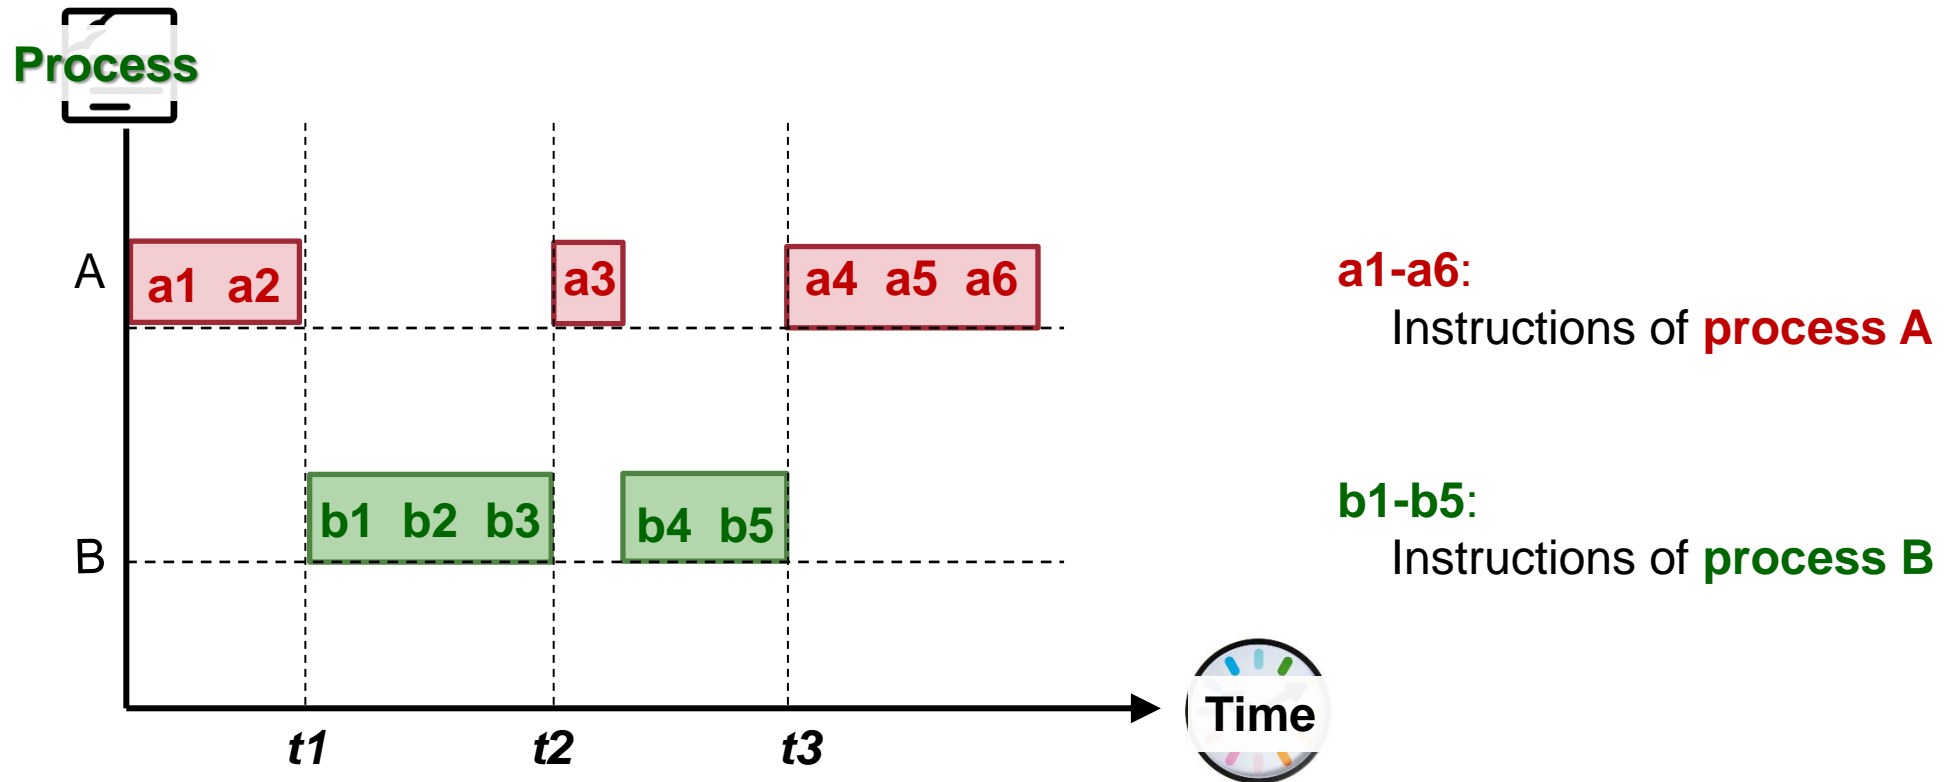 Process
A
a1 a2
a3
a4 a5 a6
a1-a6:
Instructions of process A
B
b1 b2 b3
b4 b5
b1-b5:
Instructions of process B
t1
t2
t3
Time